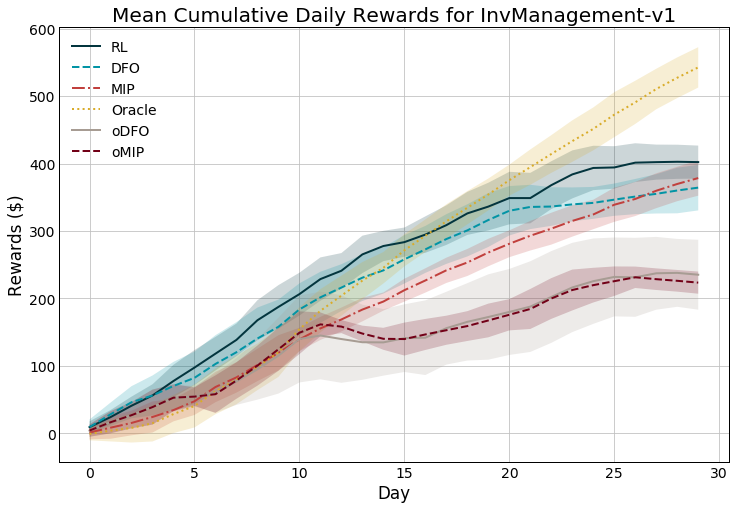 Mean Cumulative Daily Rewards for InvManagement-v1
600
500
400
300
200
100
0
Rewards ($)
RL
DFO
MIP
Oracle
oDFO
oMIP
0 5 10 15 20 25 30
Day